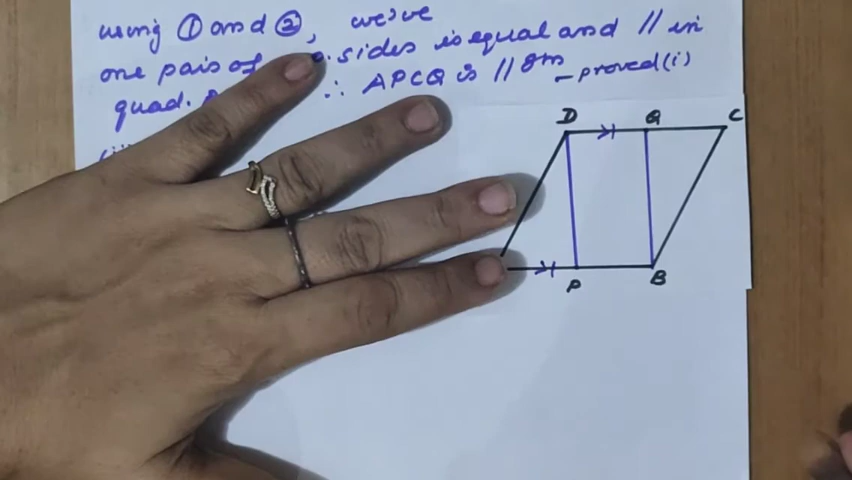 using ① and ②, we've
one pair of sides is equal and // in
quad. ∴ APCQ is // gm - proved (i)
D Q C
P B